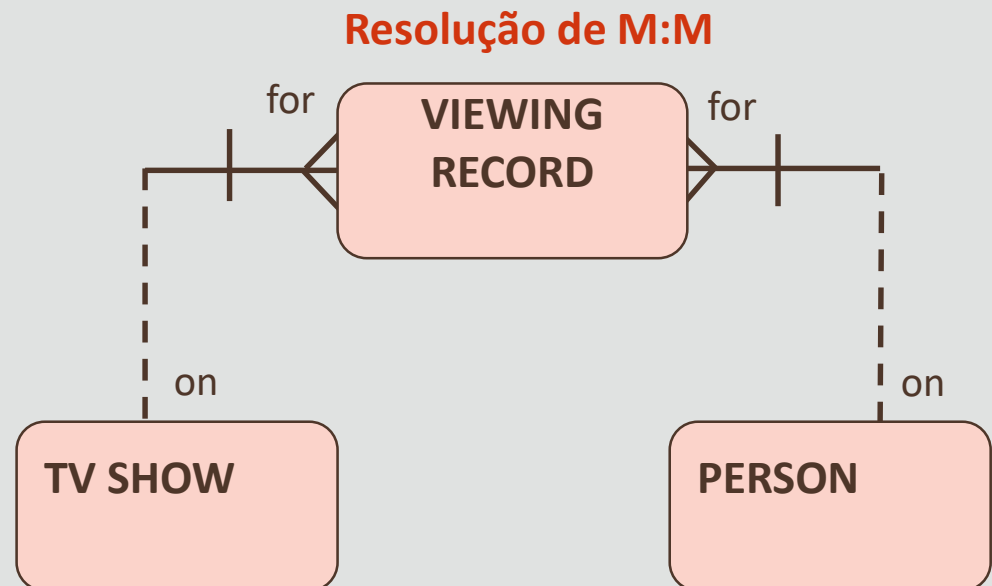 Resolução de M:M
for
VIEWING
RECORD
for
on
on
TV SHOW
PERSON